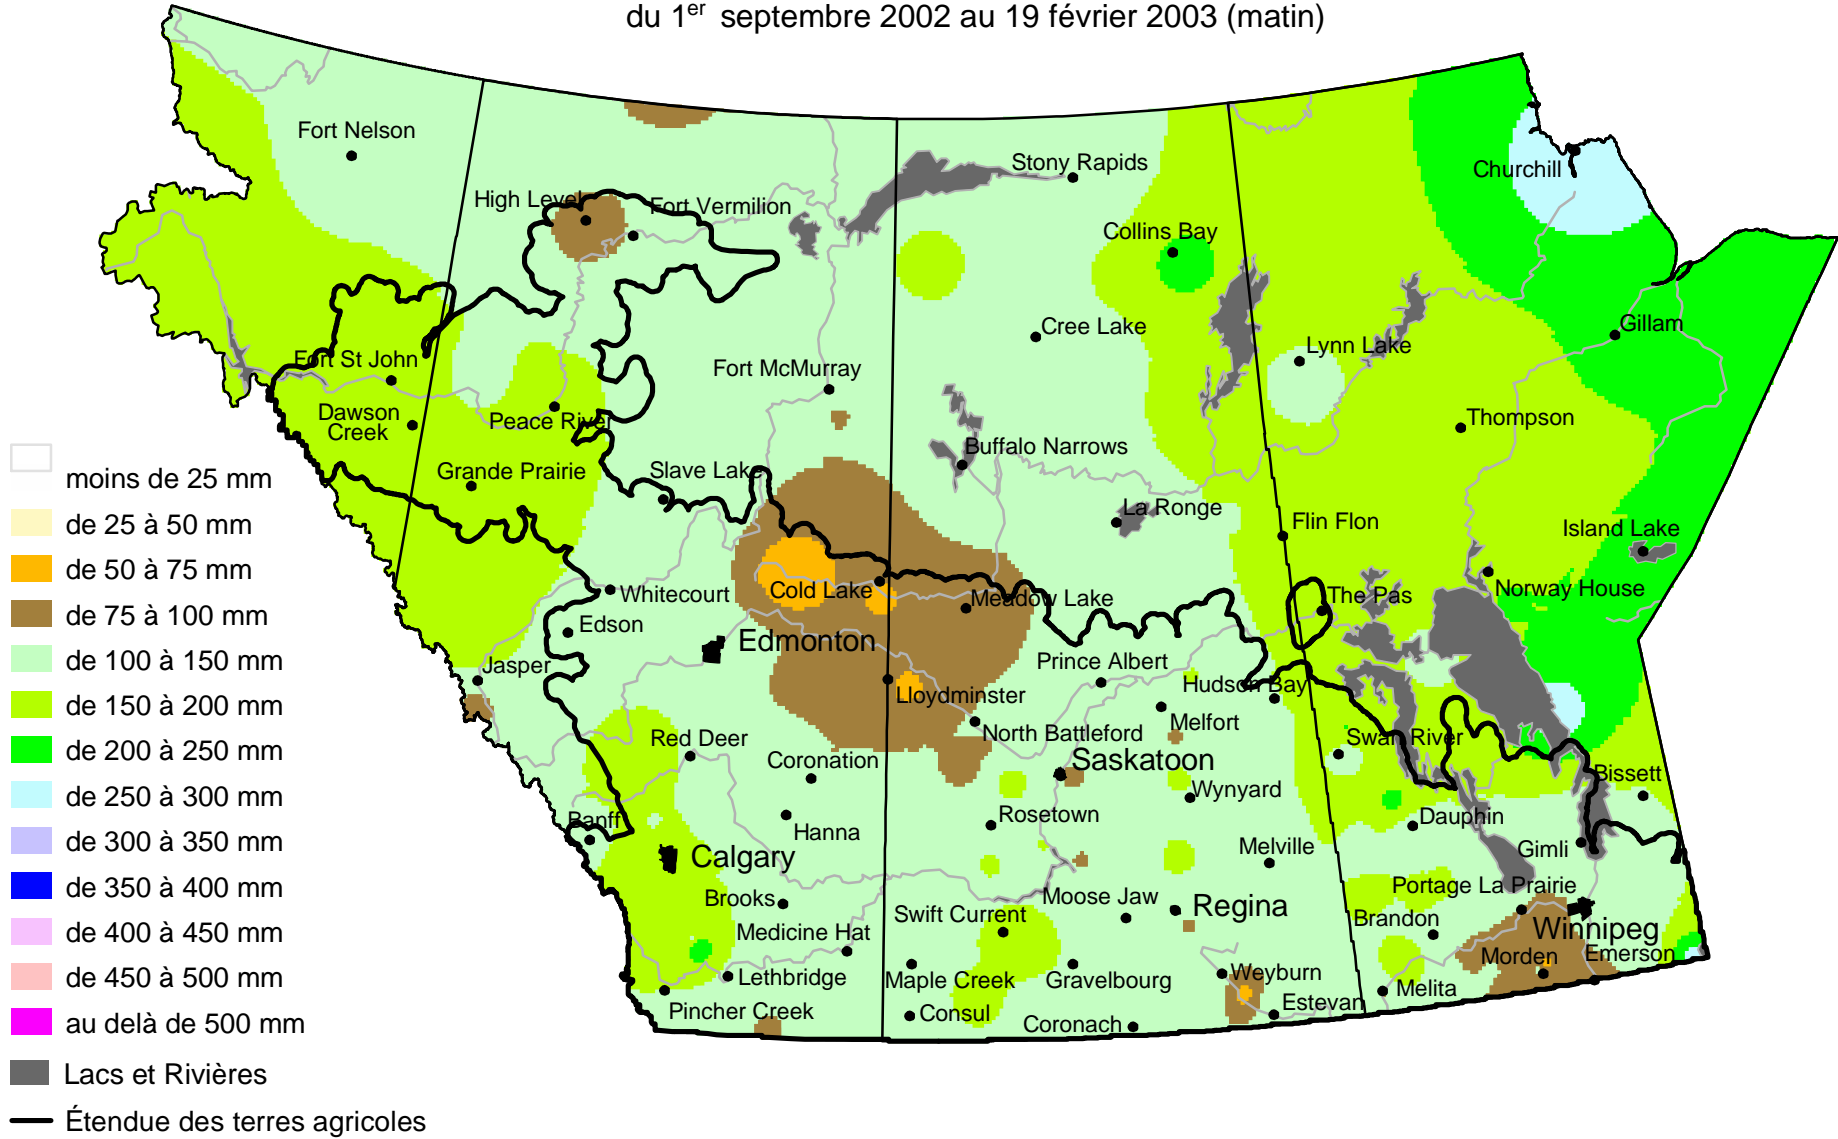 du 1er septembre 2002 au 19 février 2003 (matin)
Fort Nelson
High Level
Fort Vermilion
Stony Rapids
Churchill
Collins Bay
Cree Lake
Gillam
Lynn Lake
Fort St John
Fort McMurray
Dawson
Creek
Peace River
Thompson
Buffalo Narrows
Grande Prairie
Slave Lake
La Ronge
Flin Flon
Island Lake
Whitecourt
Cold Lake
Meadow Lake
The Pas
Norway House
Edson
Edmonton
Jasper
Prince Albert
Hudson Bay
Lloydminster
North Battleford
Melfort
Red Deer
Coronation
Saskatoon
Swan River
Bissett
Wynyard
Banff
Hanna
Rosetown
Dauphin
Calgary
Melville
Gimli
Brooks
Moose Jaw
Regina
Portage La Prairie
Swift Current
Brandon
Winnipeg
Medicine Hat
Morden
Emerson
Lethbridge
Maple Creek
Gravelbourg
Weyburn
Melita
Pincher Creek
Consul
Coronach
Estevan
moins de 25 mm
de 25 à 50 mm
de 50 à 75 mm
de 75 à 100 mm
de 100 à 150 mm
de 150 à 200 mm
de 200 à 250 mm
de 250 à 300 mm
de 300 à 350 mm
de 350 à 400 mm
de 400 à 450 mm
de 450 à 500 mm
au delà de 500 mm
Lacs et Rivières
Étendue des terres agricoles